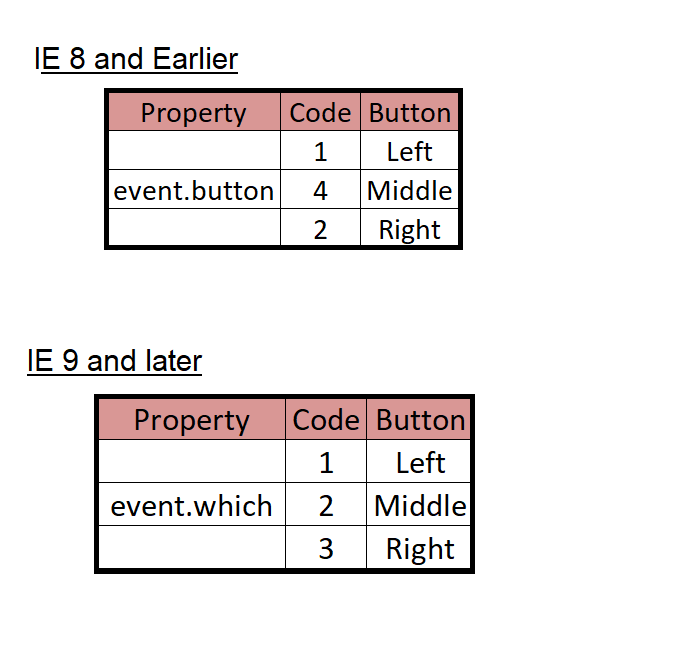 IE 8 and Earlier
Property Code Button
1 Left
event.button 4 Middle
2 Right
IE 9 and later
Property Code Button
1 Left
event.which 2 Middle
3 Right